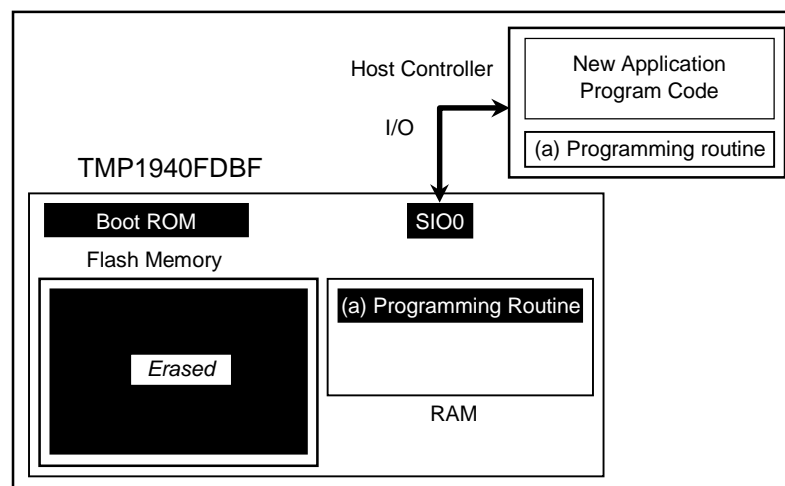 Host Controller
New Application
Program Code
I/O
(a) Programming routine
TMP1940FDBF
Boot ROM
SIO0
Flash Memory
(a) Programming Routine
Erased
RAM